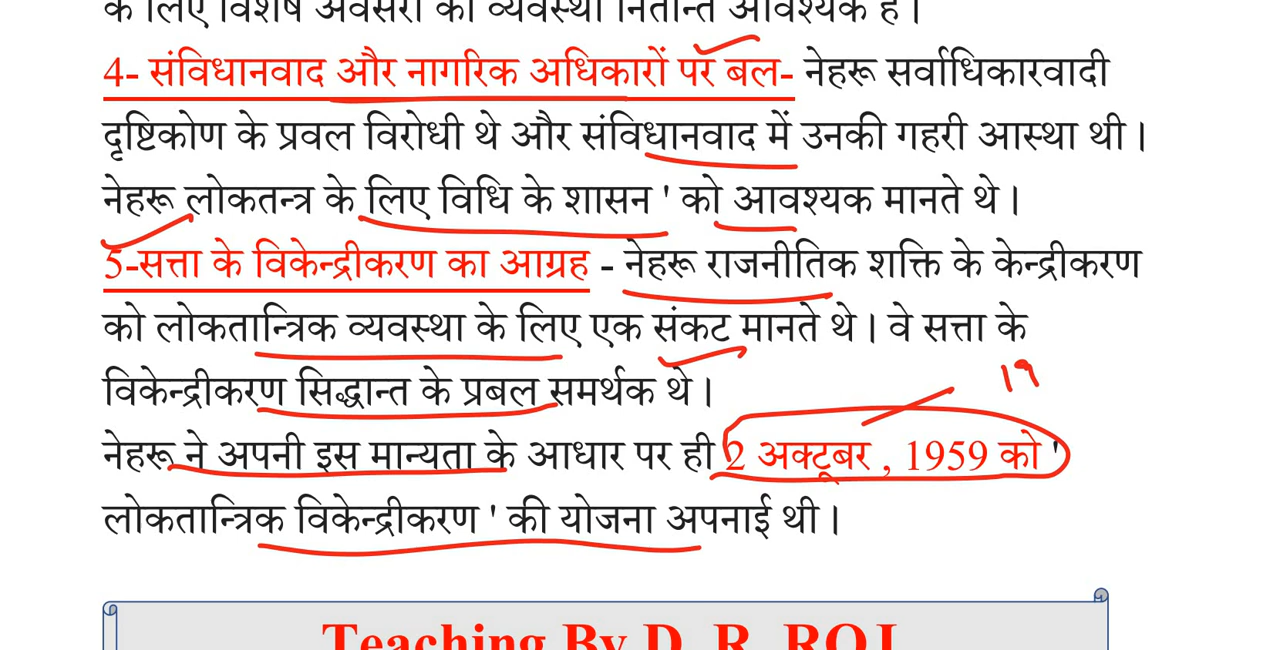 के लिए विशेष अवसरों की व्यवस्था नितान्त आवश्यक है।
4- संविधानवाद और नागरिक अधिकारों पर बल- नेहरू सर्वाधिकारवादी
दृष्टिकोण के प्रवल विरोधी थे और संविधानवाद में उनकी गहरी आस्था थी।
नेहरू लोकतन्त्र के लिए विधि के शासन ' को आवश्यक मानते थे।
5-सत्ता के विकेन्द्रीकरण का आग्रह - नेहरू राजनीतिक शक्ति के केन्द्रीकरण
को लोकतान्त्रिक व्यवस्था के लिए एक संकट मानते थे। वे सत्ता के
विकेन्द्रीकरण सिद्धान्त के प्रबल समर्थक थे।
19
नेहरू ने अपनी इस मान्यता के आधार पर ही 2 अक्टूबर , 1959 को '
लोकतान्त्रिक विकेन्द्रीकरण ' की योजना अपनाई थी।
Teaching By D. R. ROJ